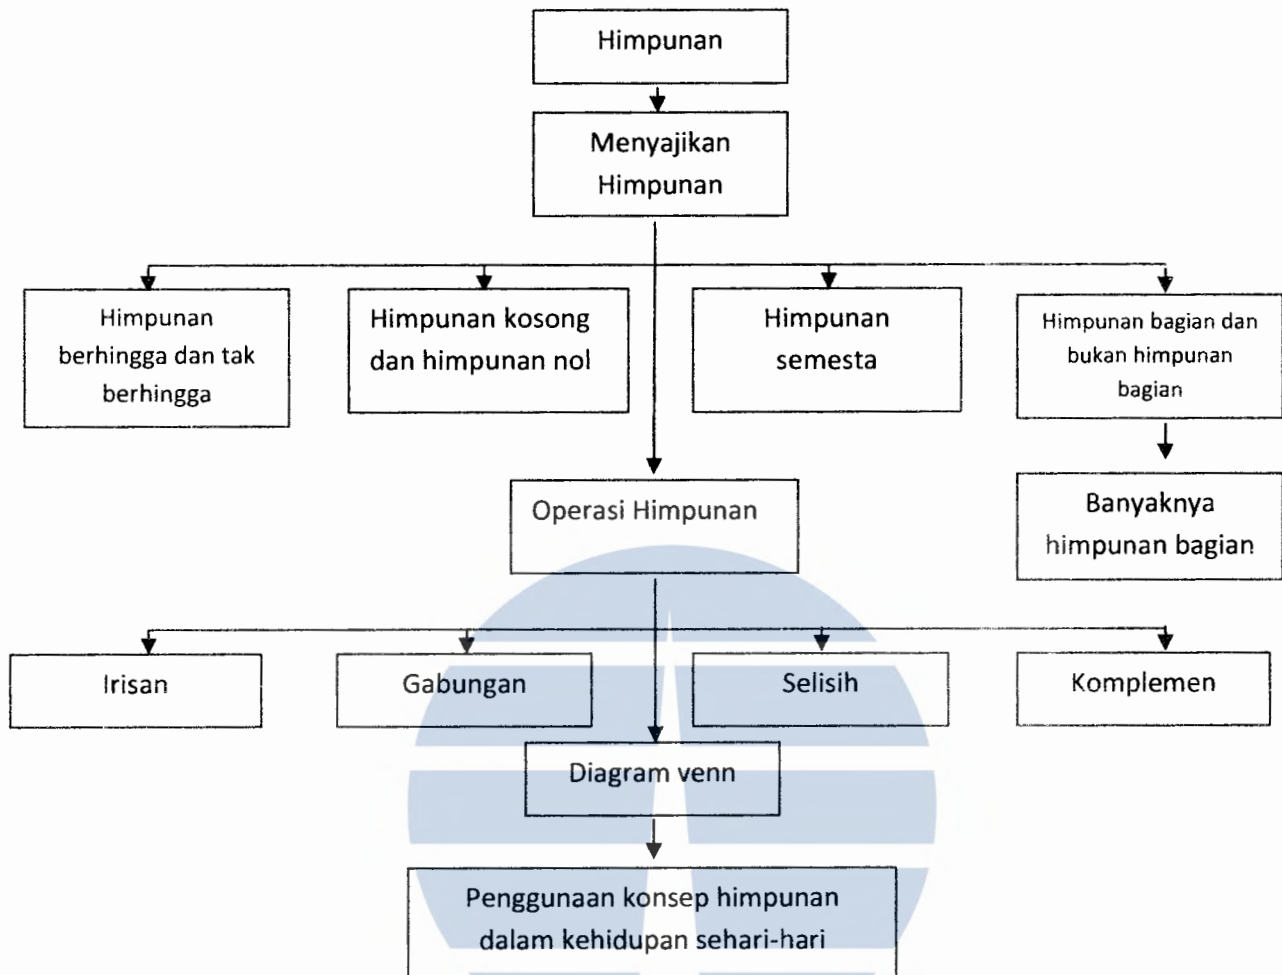 Himpunan
Menyajikan
Himpunan
Himpunan
berhingga dan tak
berhingga
Himpunan kosong
dan himpunan nol
Himpunan
semesta
Himpunan bagian dan
bukan himpunan
bagian
Operasi Himpunan
Banyaknya
himpunan bagian
Irisan
Gabungan
Selisih
Komplemen
Diagram venn
Penggunaan konsep himpunan
dalam kehidupan sehari-hari